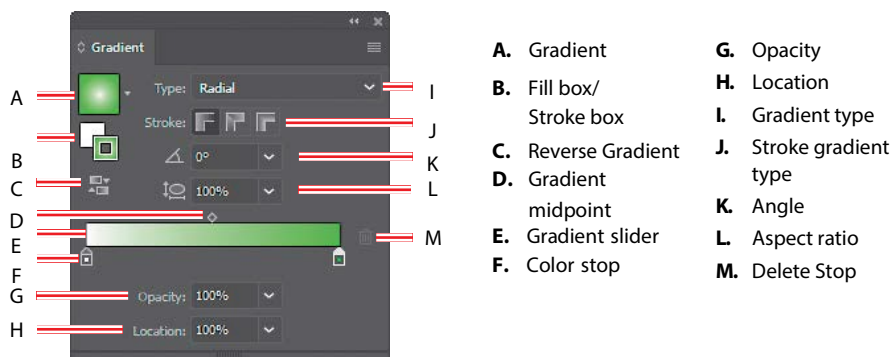 Gradient
A
Type: Radial
I
Stroke:
J
B
0°
K
C
100%
L
D
E
M
F
G
Opacity: 100%
H
Location: 100%
A. Gradient
B. Fill box/
Stroke box
C. Reverse Gradient
D. Gradient
midpoint
E. Gradient slider
F. Color stop
G. Opacity
H. Location
I. Gradient type
J. Stroke gradient
type
K. Angle
L. Aspect ratio
M. Delete Stop